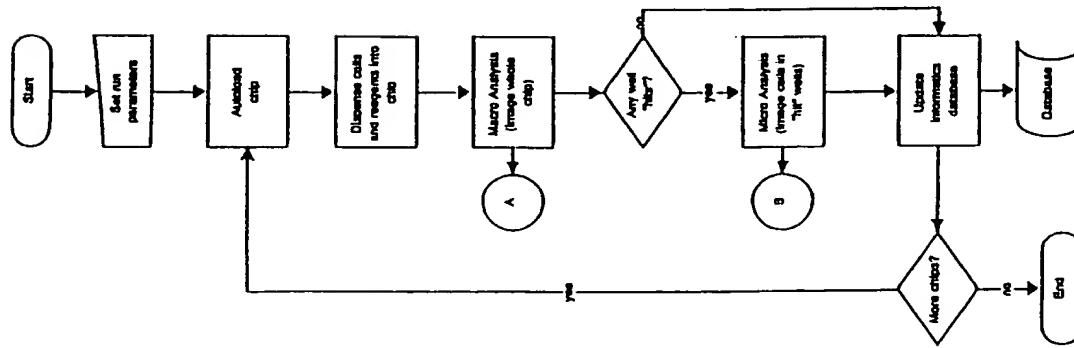 Start
Set run
parameters
Autoload
chip
Dispense cells
and reagents into
chip
Macro Analysis
(Image whole
chip)
A
Any well
"hits"?
no
yes
Micro Analysis
(Image cells in
"hit" wells)
B
Update
informatics
database
Database
More chips?
yes
no
End